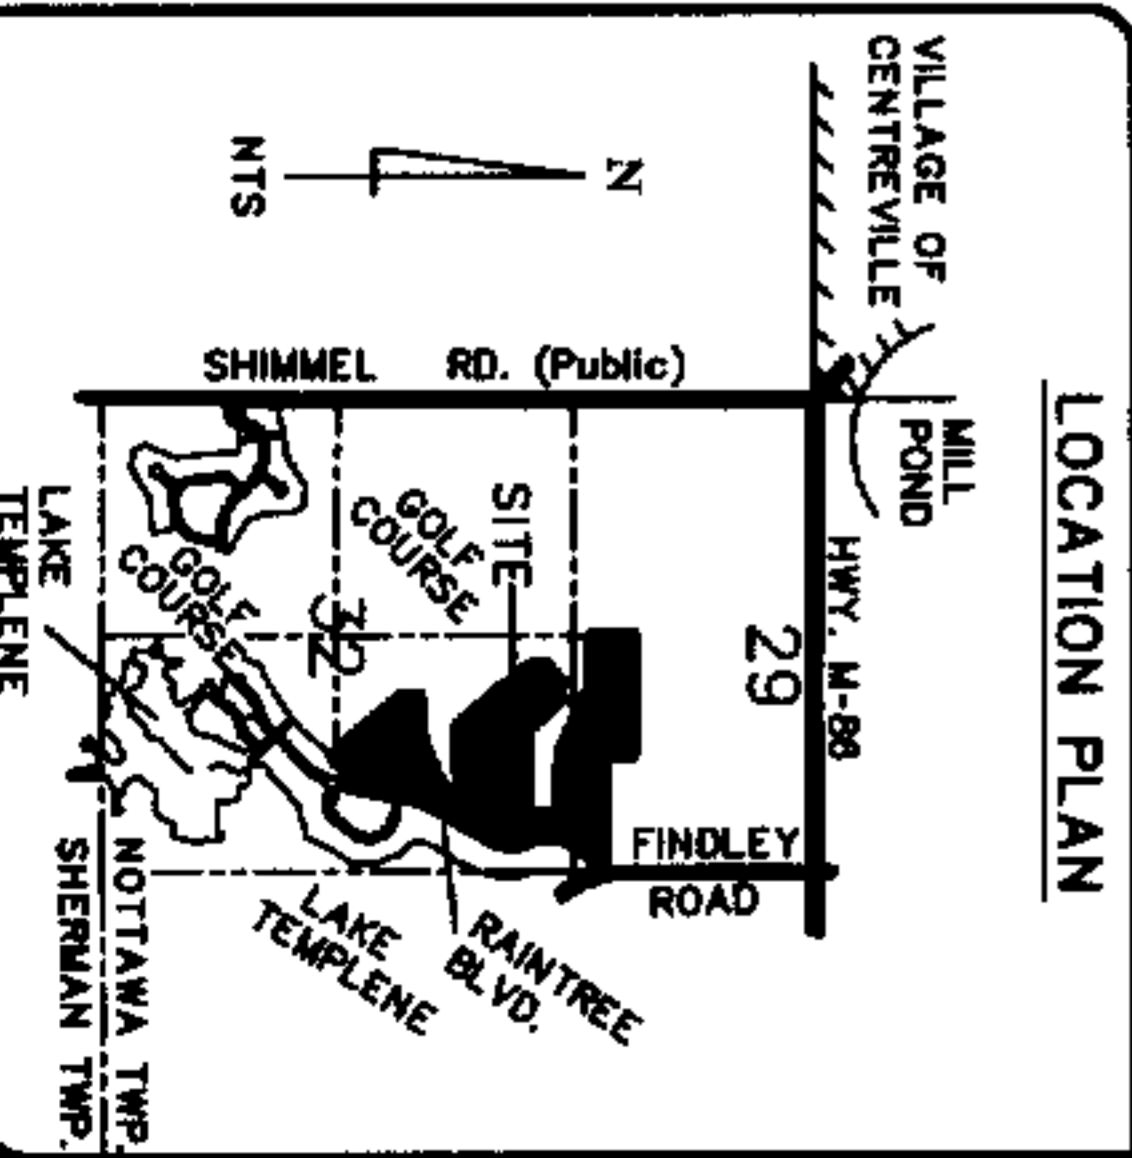 LOCATION PLAN
VILLAGE OF
CENTREVILLE
MILL
POND
HWY. M-86
29
N
NTS
SHIMMEL RD. (Public)
FINDLEY
ROAD
SITE
GOLF
COURSE
32
GOLF
COURSE
RAINTREE
BLVD.
LAKE
TEMPLENE
LAKE
TEMPLENE
NOTTAWA TWP.
SHERMAN TWP.